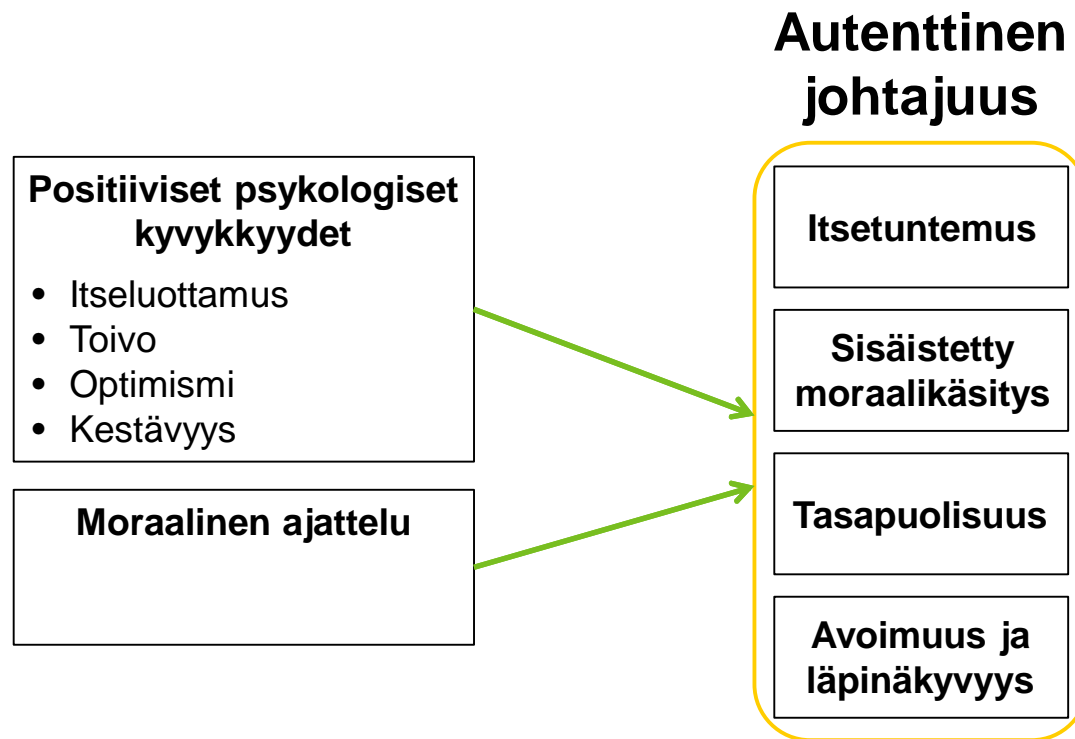 Autenttinen
johtajuus
Positiiviset psykologiset
kyvykkyydet
• Itseluottamus
• Toivo
• Optimismi
• Kestävyys
Moraalinen ajattelu
Itsetuntemus
Sisäistetty
moraalikäsitys
Tasapuolisuus
Avoimuus ja
läpinäkyvyys